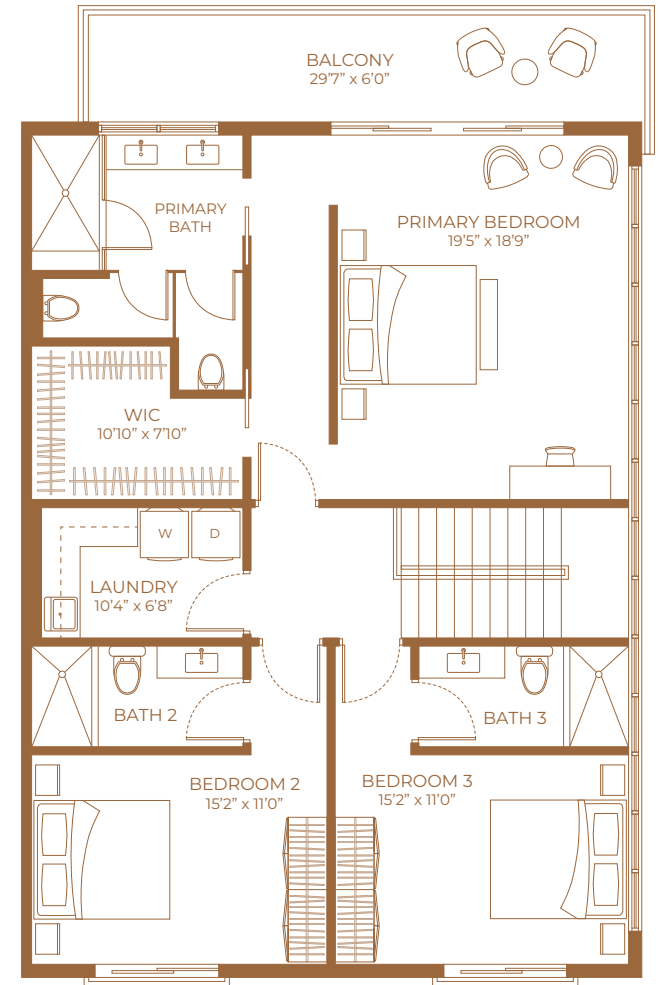 BALCONY
29’7” x 6’0”
PRIMARY
BATH
PRIMARY BEDROOM
19’5” x 18’9”
WIC
10’10” x 7’10”
W
D
LAUNDRY
10’4” x 6’8”
BATH 2
BATH 3
BEDROOM 2
15’2” x 11’0”
BEDROOM 3
15’2” x 11’0”